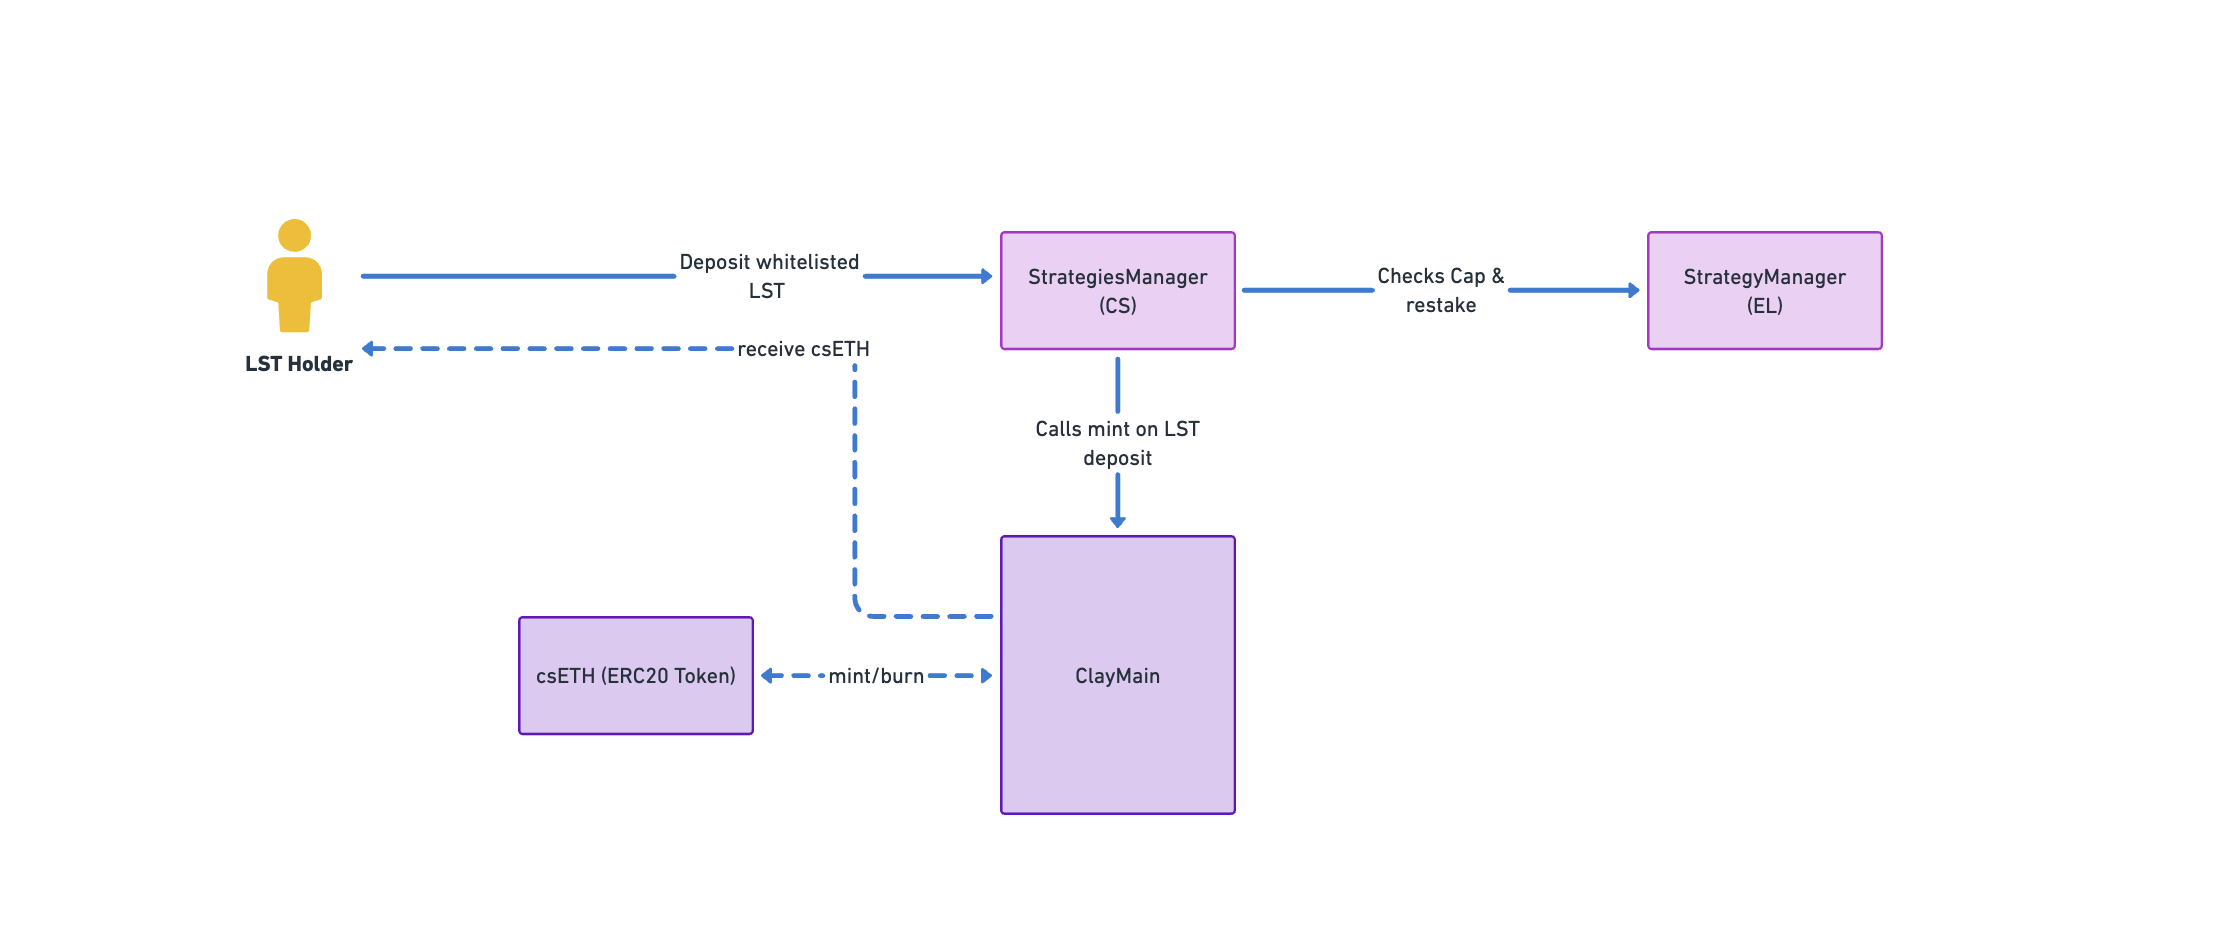 Deposit whitelisted
LST
StrategiesManager
(CS)
Checks Cap &
restake
StrategyManager
(EL)
LST Holder
receive csETH
Calls mint on LST
deposit
csETH (ERC20 Token)
mint/burn
ClayMain